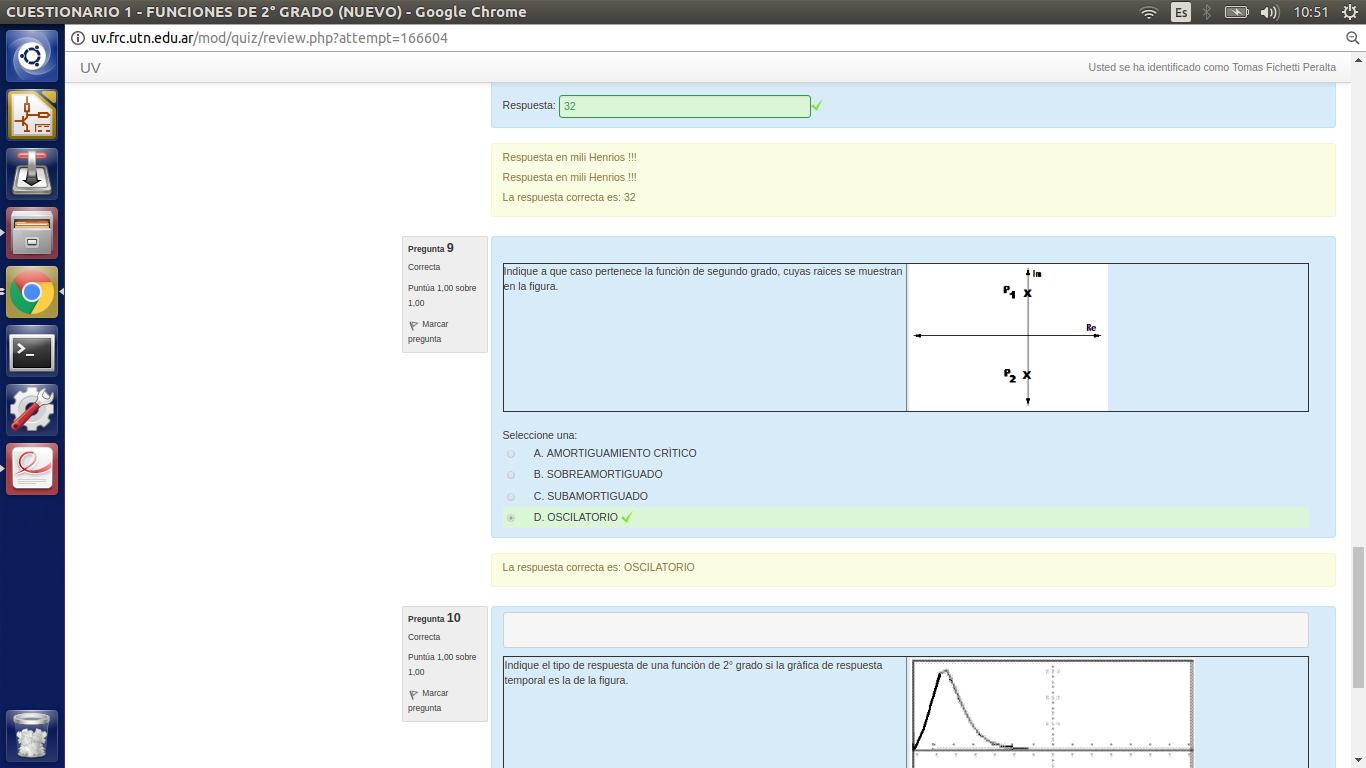 CUESTIONARIO 1 - FUNCIONES DE 2° GRADO (NUEVO) - Google Chrome
Es
10:51
uv.frc.utn.edu.ar/mod/quiz/review.php?attempt=166604
UV
Usted se ha identificado como Tomas Fichetti Peralta
Respuesta: 32
Respuesta en mili Henrios !!!
Respuesta en mili Henrios !!!
La respuesta correcta es: 32
Pregunta 9
Correcta
Puntúa 1,00 sobre
1,00
Marcar
pregunta
Indique a que caso pertenece la funciòn de segundo grado, cuyas raices se muestran
en la figura.
Im
P1
Re
P2
Seleccione una:
A. AMORTIGUAMIENTO CRÌTICO
B. SOBREAMORTIGUADO
C. SUBAMORTIGUADO
D. OSCILATORIO
La respuesta correcta es: OSCILATORIO
Pregunta 10
Correcta
Puntúa 1,00 sobre
1,00
Marcar
pregunta
Indique el tipo de respuesta de una funciòn de 2° grado si la gràfica de respuesta
temporal es la de la figura.